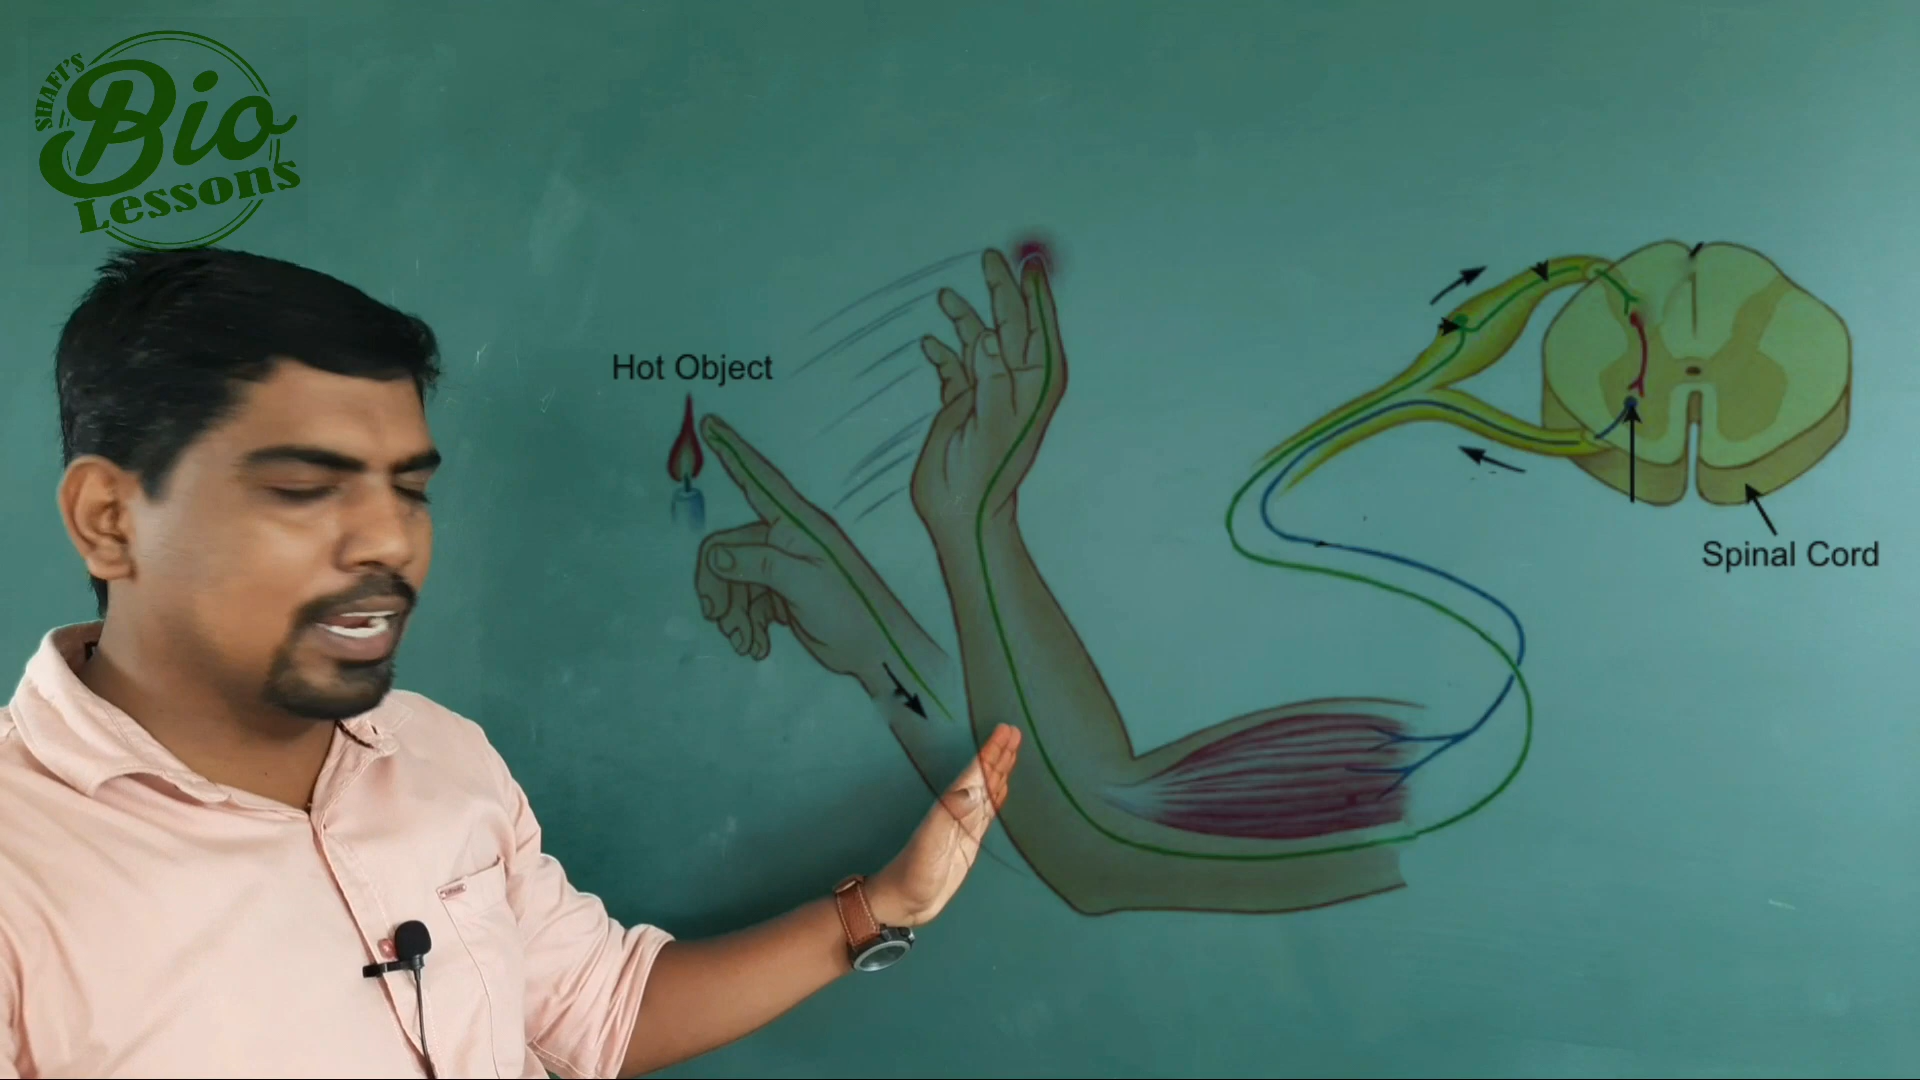 SHAFI'S
Bio
Lessons
Hot Object
Spinal Cord